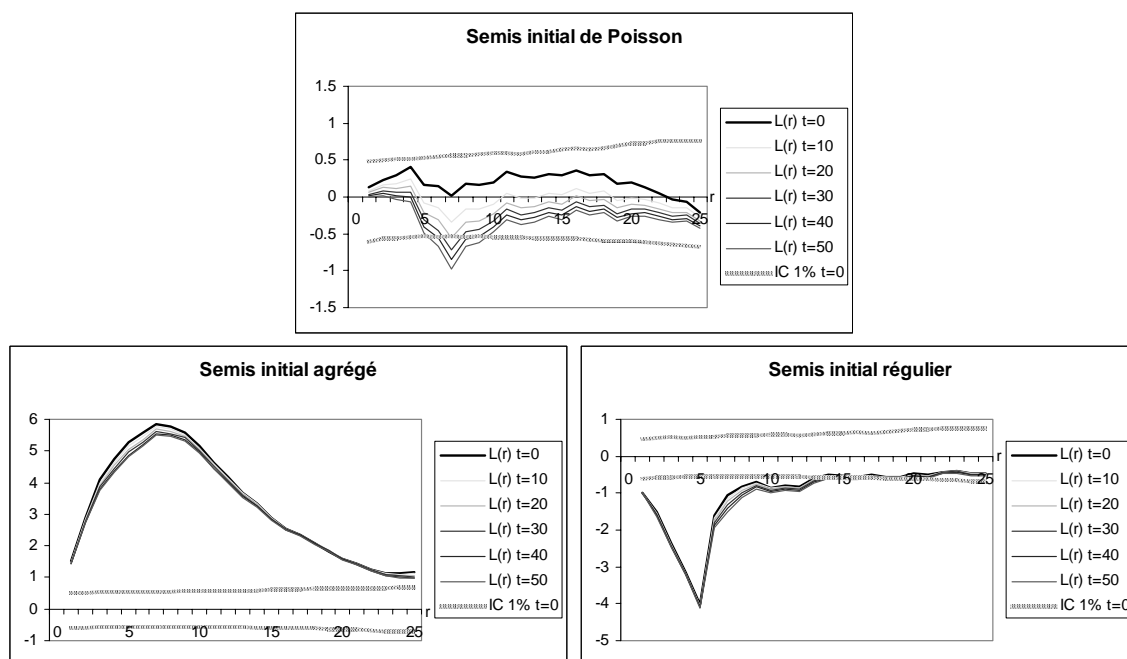 Semis initial de Poisson
1.5
1
0.5
0
-0.5
-1
-1.5
0 5 10 15 20 25
r
L(r) t=0
L(r) t=10
L(r) t=20
L(r) t=30
L(r) t=40
L(r) t=50
IC 1% t=0
Semis initial agrégé
6
5
4
3
2
1
0
-1
0 5 10 15 20 25
r
L(r) t=0
L(r) t=10
L(r) t=20
L(r) t=30
L(r) t=40
L(r) t=50
IC 1% t=0
Semis initial régulier
1
0
-1
-2
-3
-4
-5
0 5 10 15 20 25
r
L(r) t=0
L(r) t=10
L(r) t=20
L(r) t=30
L(r) t=40
L(r) t=50
IC 1% t=0